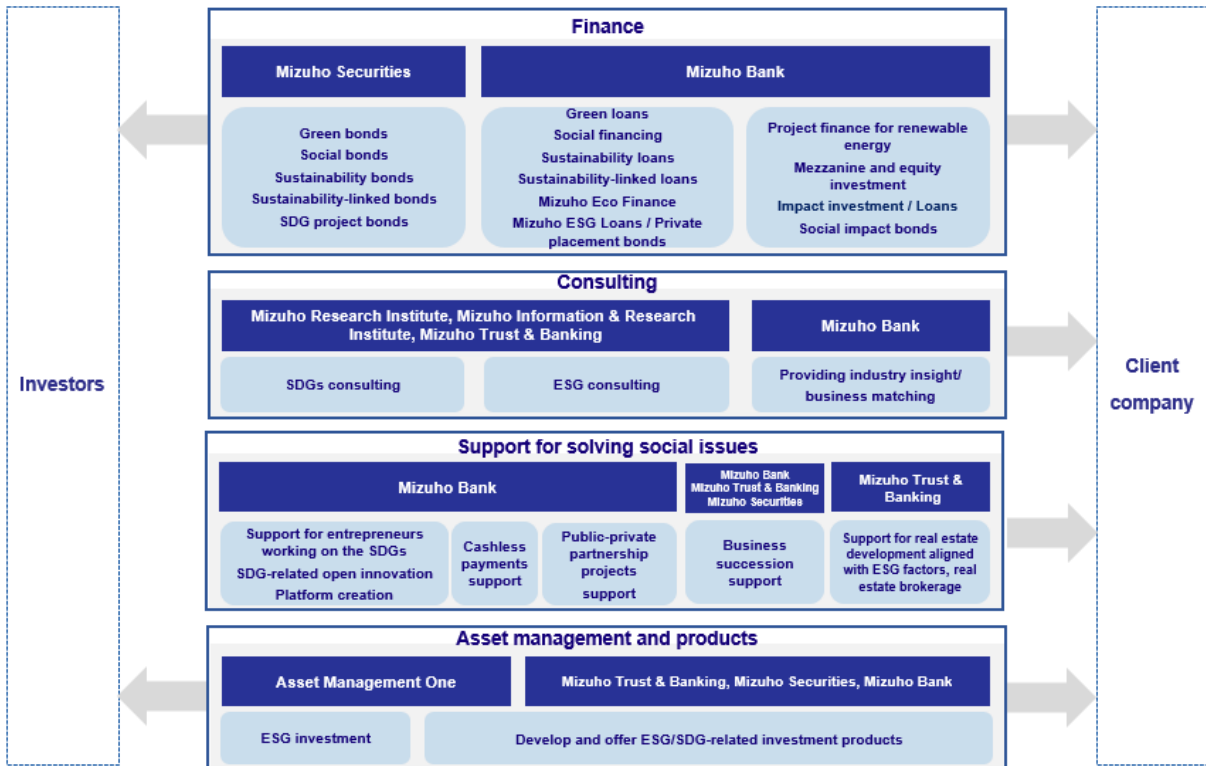 Investors
Finance
Mizuho Securities
Green bonds
Social bonds
Sustainability bonds
Sustainability-linked bonds
SDG project bonds
Mizuho Bank
Green loans
Social financing
Sustainability loans
Sustainability-linked loans
Mizuho Eco Finance
Mizuho ESG Loans / Private
placement bonds
Project finance for renewable
energy
Mezzanine and equity
investment
Impact investment / Loans
Social impact bonds
Consulting
Mizuho Research Institute, Mizuho Information & Research
Institute, Mizuho Trust & Banking
SDGs consulting
ESG consulting
Mizuho Bank
Providing industry insight/
business matching
Support for solving social issues
Mizuho Bank
Support for entrepreneurs
working on the SDGs
SDG-related open innovation
Platform creation
Cashless
payments
support
Public-private
partnership
projects
support
Mizuho Bank
Mizuho Trust & Banking
Mizuho Securities
Business
succession
support
Mizuho Trust &
Banking
Support for real estate
development aligned
with ESG factors, real
estate brokerage
Asset management and products
Asset Management One
ESG investment
Mizuho Trust & Banking, Mizuho Securities, Mizuho Bank
Develop and offer ESG/SDG-related investment products
Client
company